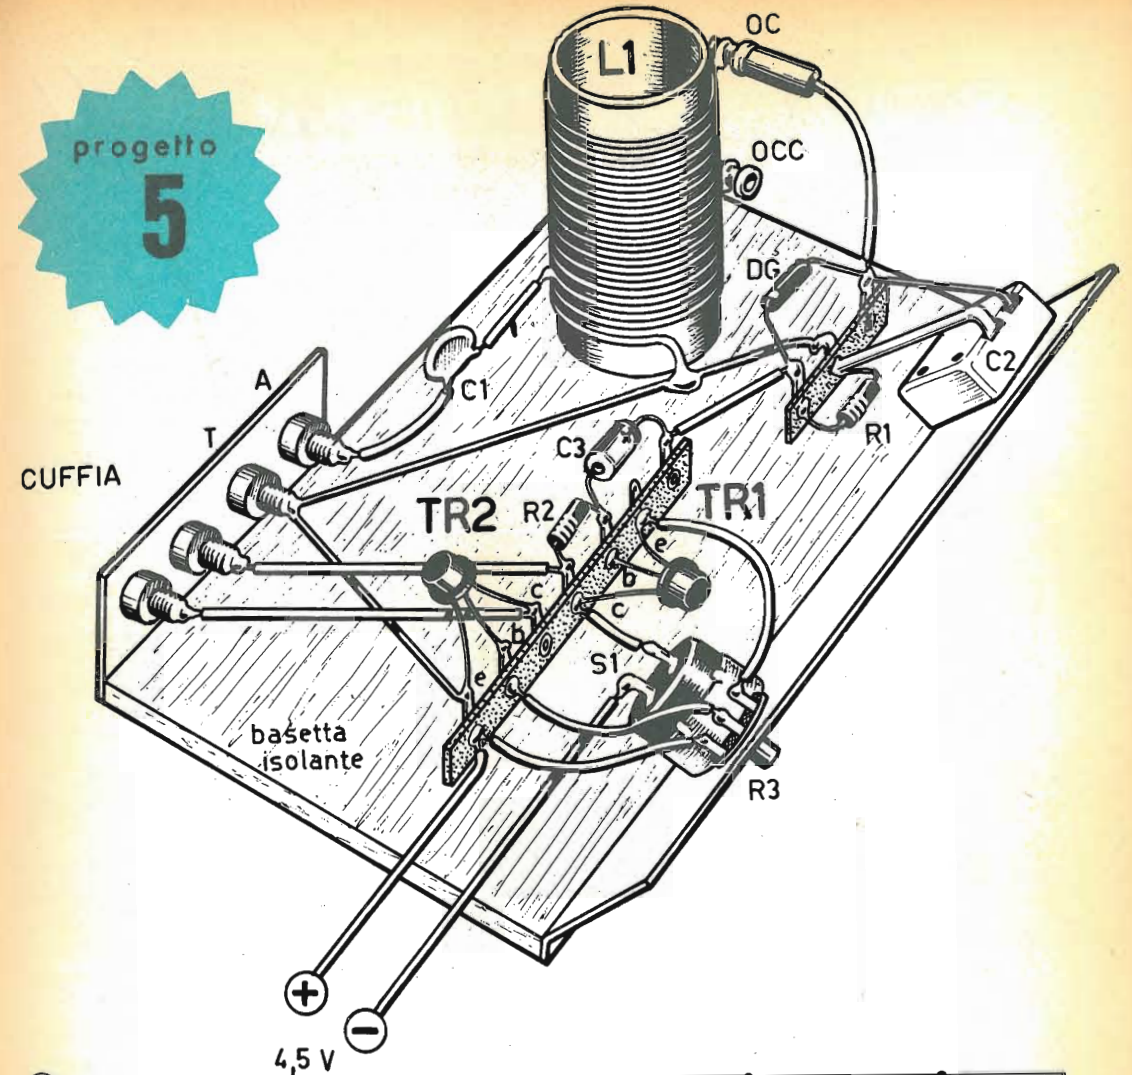 progetto
5
L1
OC
OCC
DG
C2
R1
A
T
C1
CUFFIA
C3
TR2
R2
TR1
e
b
c
c
b
e
S1
R3
basetta
isolante
+
−
4,5 V